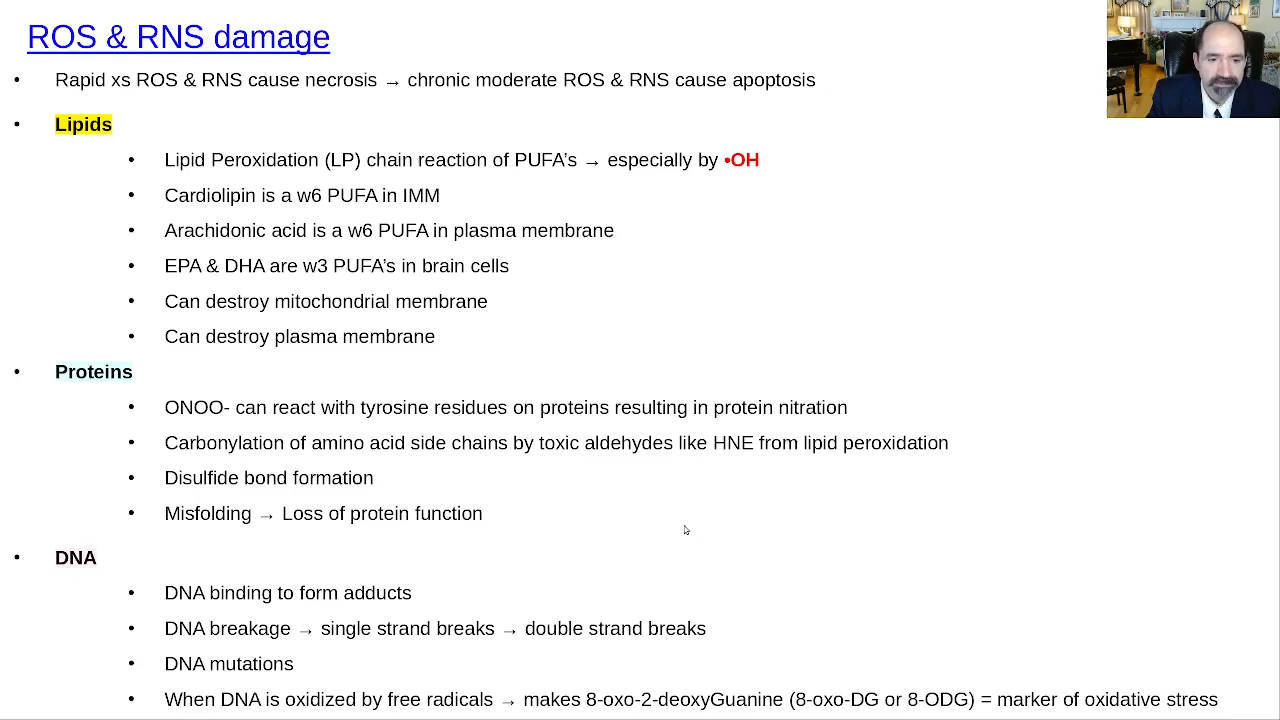 ROS & RNS damage
• Rapid xs ROS & RNS cause necrosis → chronic moderate ROS & RNS cause apoptosis
• Lipids
• Lipid Peroxidation (LP) chain reaction of PUFA’s → especially by •OH
• Cardiolipin is a w6 PUFA in IMM
• Arachidonic acid is a w6 PUFA in plasma membrane
• EPA & DHA are w3 PUFA’s in brain cells
• Can destroy mitochondrial membrane
• Can destroy plasma membrane
• Proteins
• ONOO- can react with tyrosine residues on proteins resulting in protein nitration
• Carbonylation of amino acid side chains by toxic aldehydes like HNE from lipid peroxidation
• Disulfide bond formation
• Misfolding → Loss of protein function
• DNA
• DNA binding to form adducts
• DNA breakage → single strand breaks → double strand breaks
• DNA mutations
• When DNA is oxidized by free radicals → makes 8-oxo-2-deoxyGuanine (8-oxo-DG or 8-ODG) = marker of oxidative stress